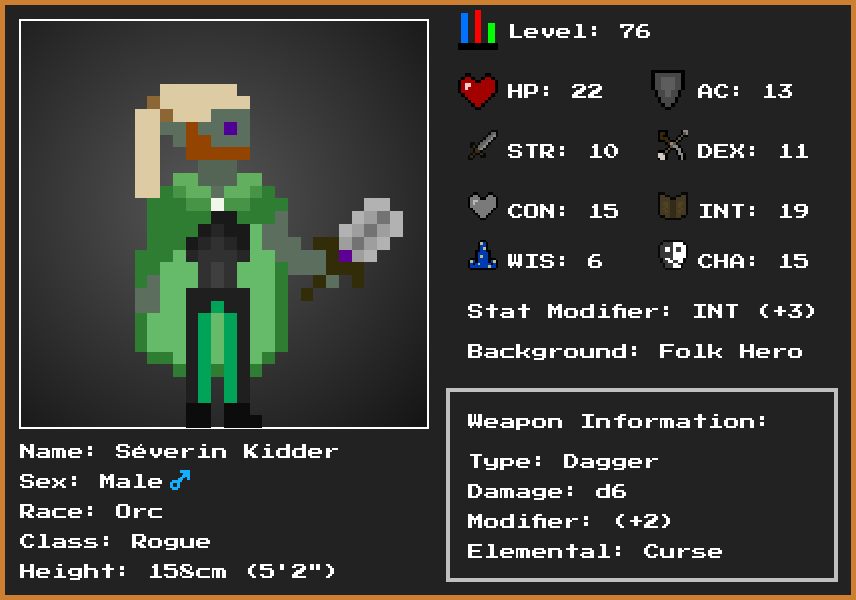 Level: 76
HP: 22
AC: 13
STR: 10
DEX: 11
CON: 15
INT: 19
WIS: 6
CHA: 15
Stat Modifier: INT (+3)
Background: Folk Hero
Weapon Information:
Type: Dagger
Damage: d6
Modifier: (+2)
Elemental: Curse
Name: Séverin Kidder
Sex: Male♂
Race: Orc
Class: Rogue
Height: 158cm (5'2")